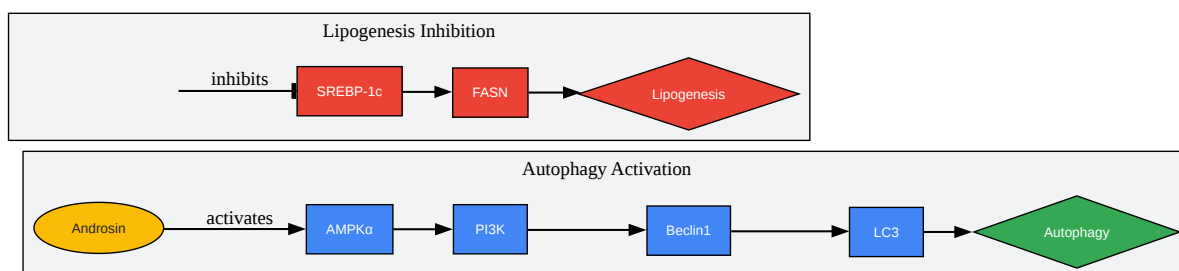 Lipogenesis Inhibition
inhibits
SREBP-1c
FASN
Lipogenesis
Autophagy Activation
Androsin
activates
AMPKα
PI3K
Beclin1
LC3
Autophagy